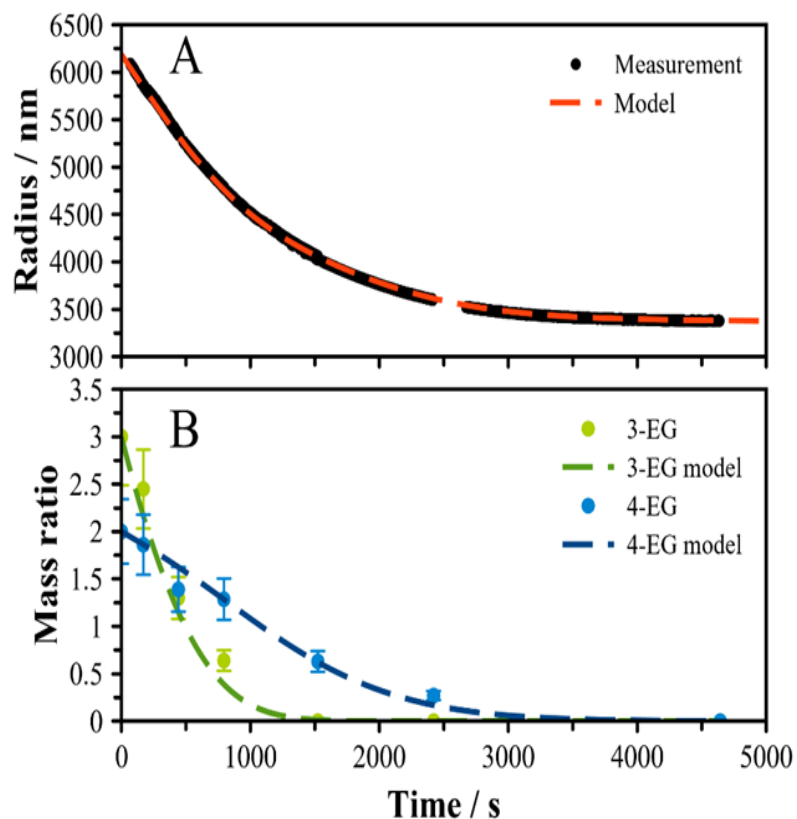 6500
6000
5500
5000
4500
4000
3500
3000
Radius / nm
A
Measurement
Model
3.5
3
2.5
2
1.5
1
0.5
0
Mass ratio
B
3-EG
3-EG model
4-EG
4-EG model
0 1000 2000 3000 4000 5000
Time / s